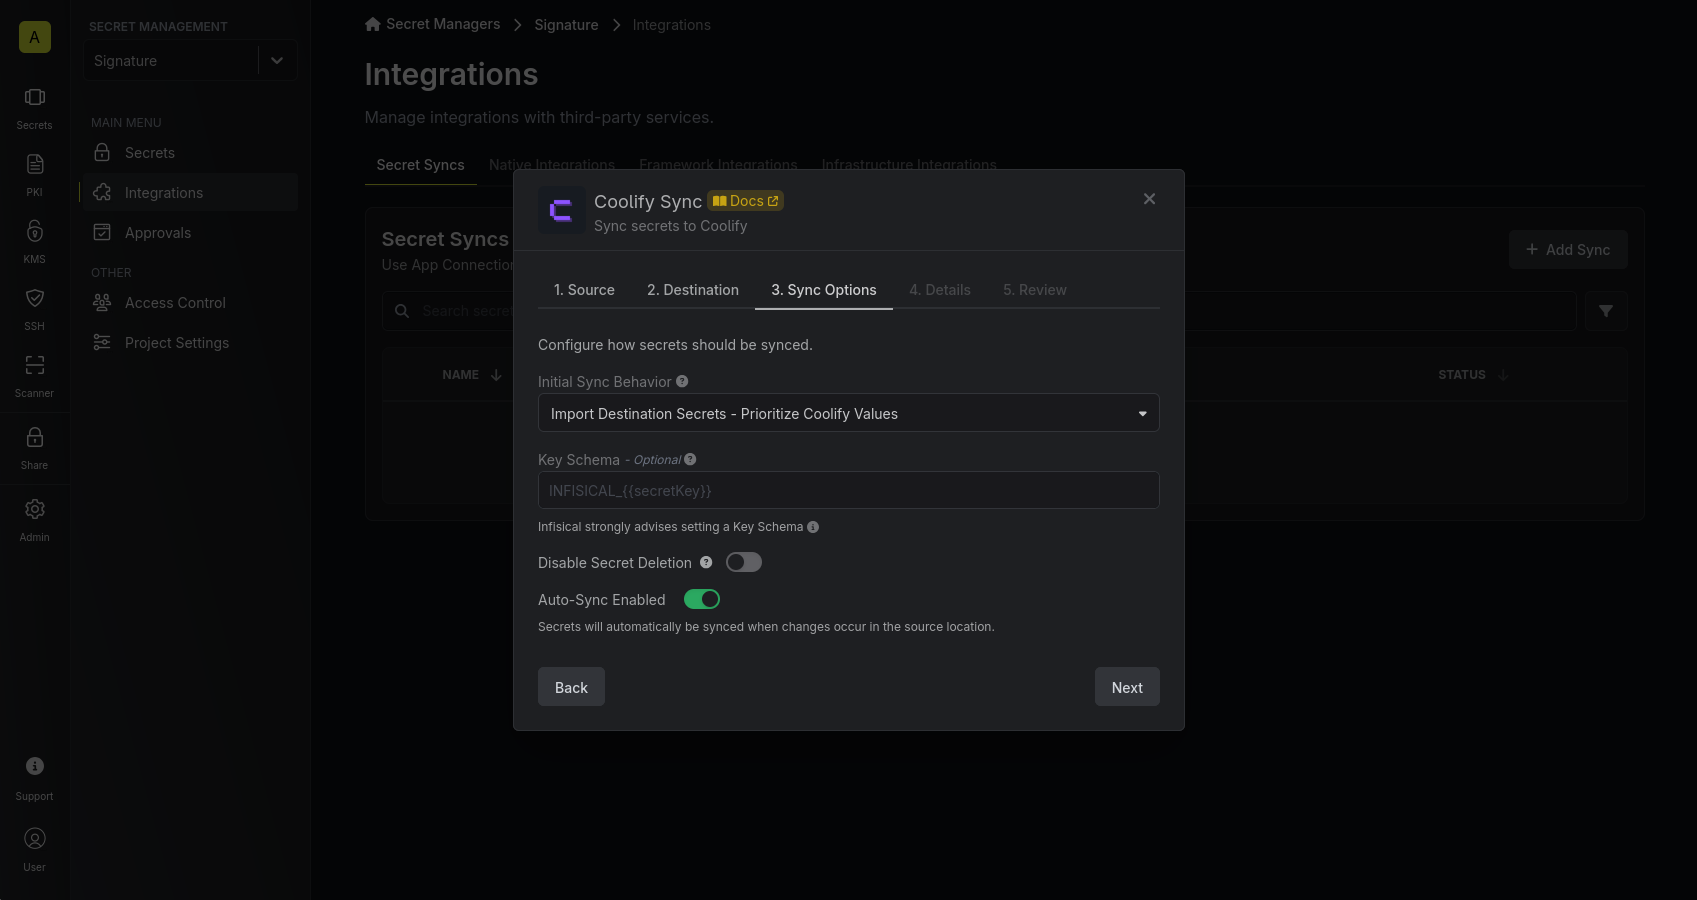 A
Secrets
PKI
KMS
SSH
Scanner
Share
Admin
Support
User
SECRET MANAGEMENT
Signature
MAIN MENU
Secrets
Integrations
Approvals
OTHER
Access Control
Project Settings
Secret Managers
Signature
Integrations
Integrations
Manage integrations with third-party services.
Secret Syncs
Native Integrations
Framework Integrations
Infrastructure Integrations
Secret Syncs
Use App Connection
Add Sync
Search secre
NAME
STATUS
Coolify Sync
Docs
Sync secrets to Coolify
1. Source
2. Destination
3. Sync Options
4. Details
5. Review
Configure how secrets should be synced.
Initial Sync Behavior
Import Destination Secrets - Prioritize Coolify Values
Key Schema - Optional
INFISICAL_{{secretKey}}
Infisical strongly advises setting a Key Schema
Disable Secret Deletion
Auto-Sync Enabled
Secrets will automatically be synced when changes occur in the source location.
Back
Next